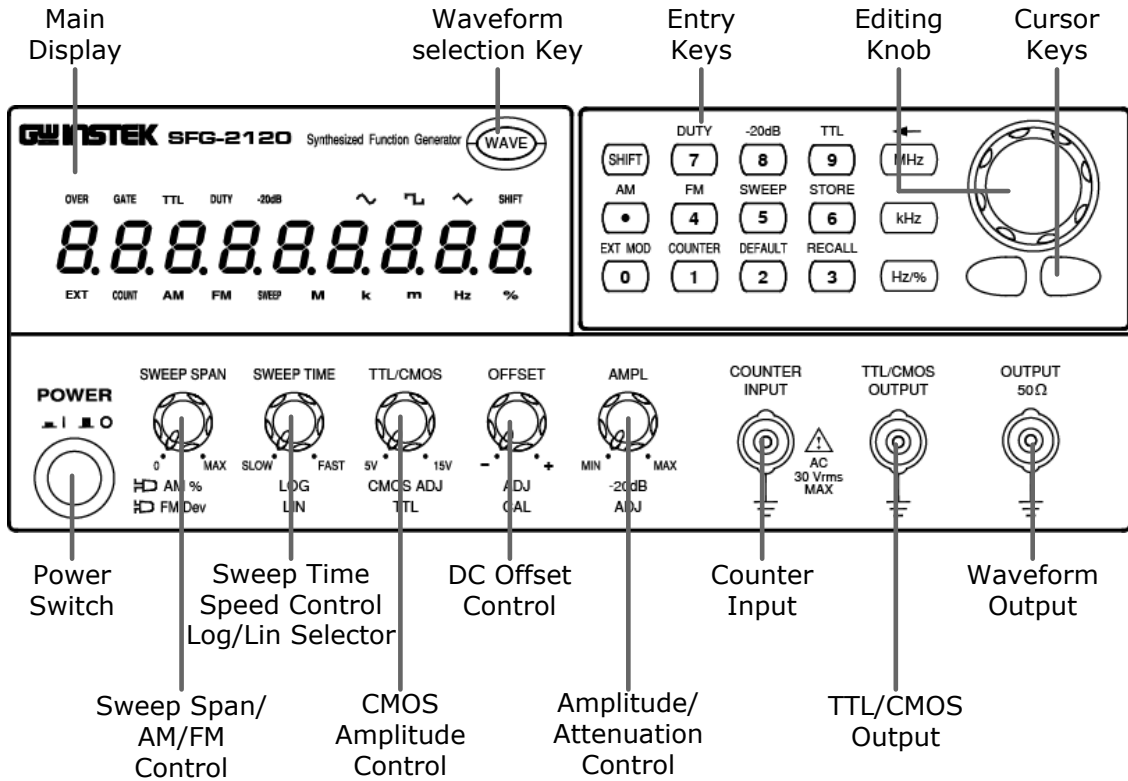 Main
Display
Waveform
selection Key
Entry
Keys
Editing
Knob
Cursor
Keys
GW INSTEK SFG-2120 Synthesized Function Generator WAVE
OVER GATE TTL DUTY -20dB SHIFT
8.8.8.8.8.8.8.8.8.8.
EXT COUNT AM FM SWEEP M k m Hz %
DUTY -20dB TTL
SHIFT 7 8 9 MHz
AM FM SWEEP STORE
• 4 5 6 kHz
EXT MOD COUNTER DEFAULT RECALL
0 1 2 3 Hz/%
POWER
SWEEP SPAN
0 MAX
AM %
FM Dev
SWEEP TIME
SLOW FAST
LOG
LIN
TTL/CMOS
5V 15V
CMOS ADJ
TTL
OFFSET
- +
ADJ
CAL
AMPL
MIN MAX
-20dB
ADJ
COUNTER
INPUT
AC
30 Vrms
MAX
TTL/CMOS
OUTPUT
OUTPUT
50Ω
Power
Switch
Sweep Time
Speed Control
Log/Lin Selector
DC Offset
Control
Counter
Input
Waveform
Output
Sweep Span/
AM/FM
Control
CMOS
Amplitude
Control
Amplitude/
Attenuation
Control
TTL/CMOS
Output